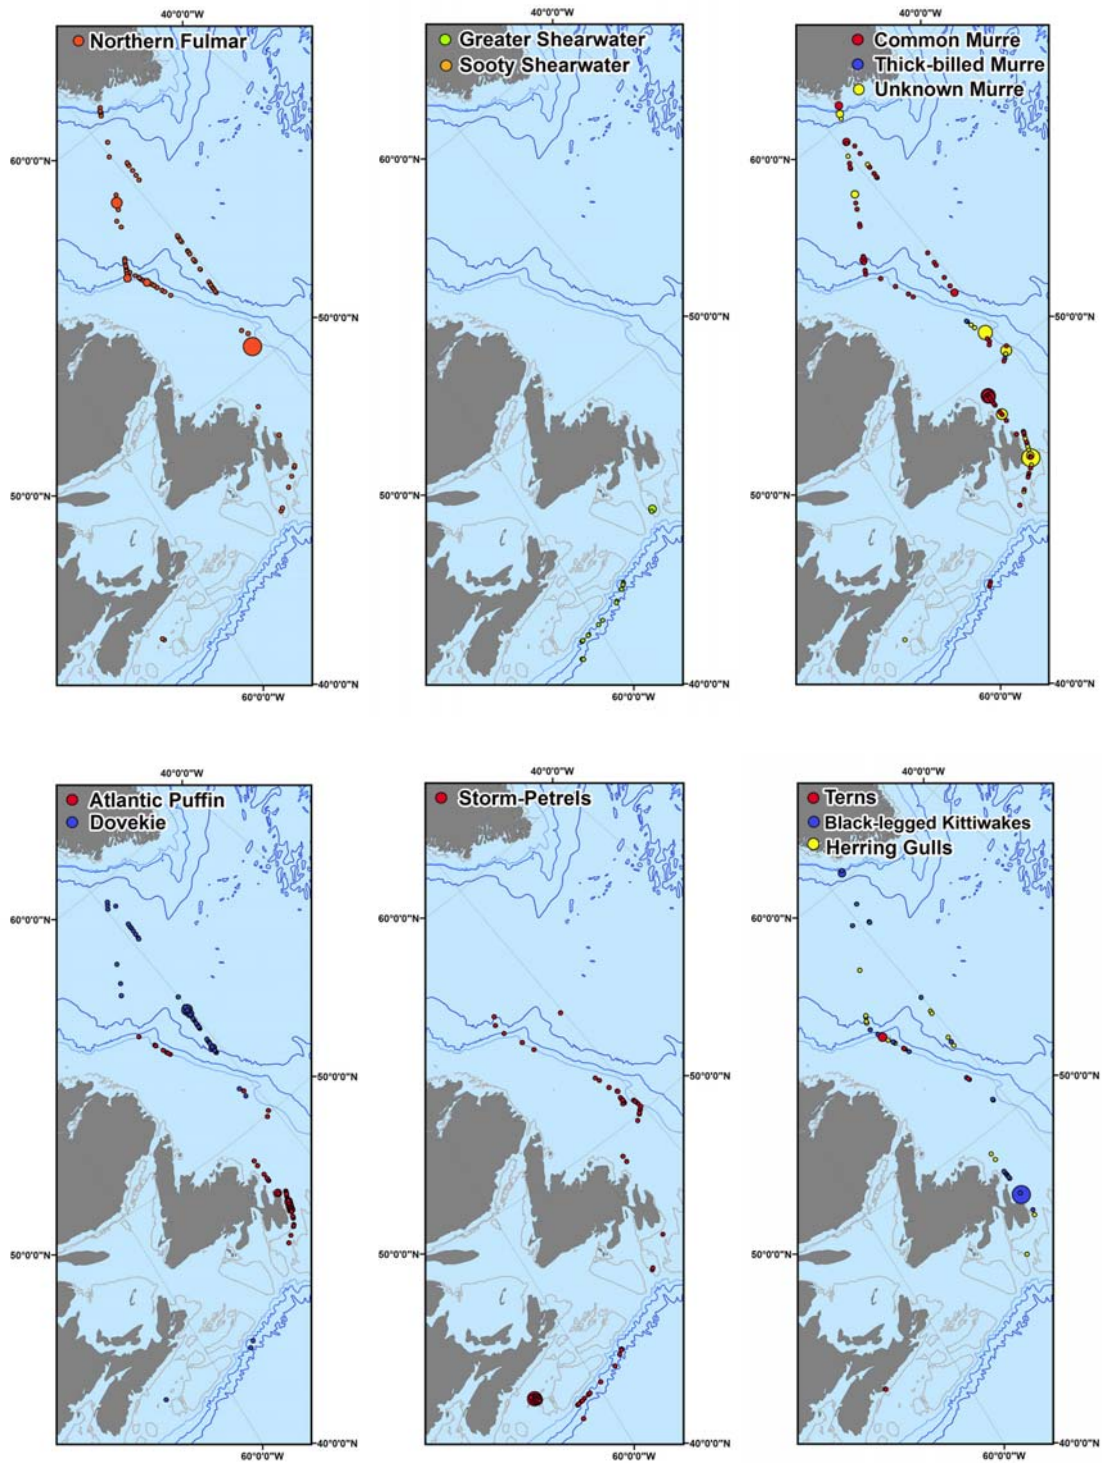 40°0'0"W
Northern Fulmar
60°0'0"N
50°0'0"N
50°0'0"N
40°0'0"N
60°0'0"W
40°0'0"W
Greater Shearwater
Sooty Shearwater
60°0'0"N
50°0'0"N
50°0'0"N
40°0'0"N
60°0'0"W
40°0'0"W
Common Murre
Thick-billed Murre
Unknown Murre
60°0'0"N
50°0'0"N
50°0'0"N
40°0'0"N
60°0'0"W
40°0'0"W
Atlantic Puffin
Dovekie
60°0'0"N
50°0'0"N
50°0'0"N
40°0'0"N
60°0'0"W
40°0'0"W
Storm-Petrels
60°0'0"N
50°0'0"N
50°0'0"N
40°0'0"N
60°0'0"W
40°0'0"W
Terns
Black-legged Kittiwakes
Herring Gulls
60°0'0"N
50°0'0"N
50°0'0"N
40°0'0"N
60°0'0"W